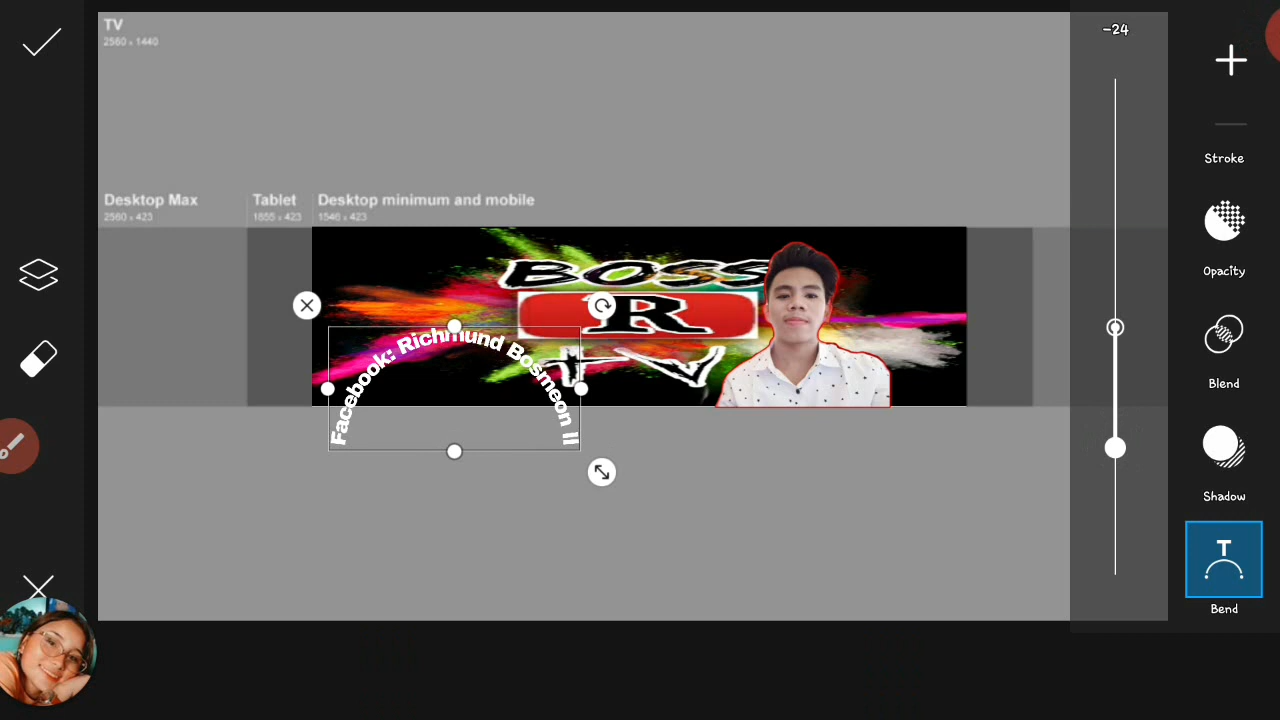 TV
2560 x 1440
-24
Stroke
Desktop Max
2560 x 423
Tablet
1855 x 423
Desktop minimum and mobile
1546 x 423
Opacity
BOSS
R
TV
Facebook: Richmund Bosmeon II
Blend
Shadow
T
Bend